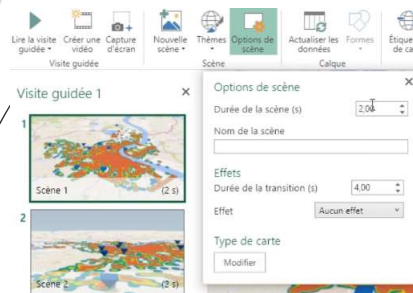 Lire la visite guidée
Créer une vidéo
Capture d'écran
Nouvelle scène
Thèmes
Options de scène
Actualiser les données
Formes
Visite guidée
Scène
Calque
Visite guidée 1
1
Scène 1
(2 s)
2
Scène 2
(2 s)
Options de scène
Durée de la scène (s)
2,00
Nom de la scène
Effets
Durée de la transition (s)
4,00
Effet
Aucun effet
Type de carte
Modifier